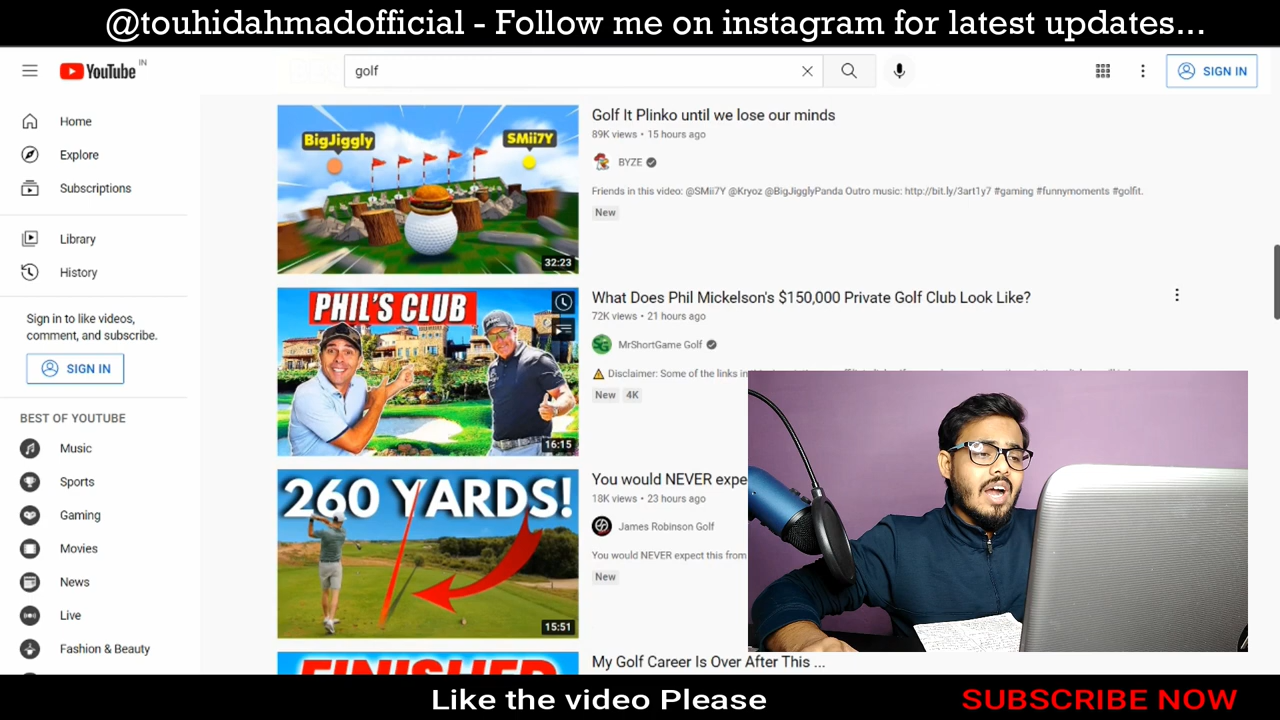 @touhidahmadofficial - Follow me on instagram for latest updates...
YouTube IN
golf
SIGN IN
Home
Explore
Subscriptions
Library
History
Sign in to like videos,
comment, and subscribe.
SIGN IN
BEST OF YOUTUBE
Music
Sports
Gaming
Movies
News
Live
Fashion & Beauty
BigJiggly
SMii7Y
32:23
Golf It Plinko until we lose our minds
89K views • 15 hours ago
BYZE
Friends in this video: @SMii7Y @Kryoz @BigJigglyPanda Outro music: http://bit.ly/3art1y7 #gaming #funnymoments #golfit.
New
PHIL'S CLUB
16:15
What Does Phil Mickelson's $150,000 Private Golf Club Look Like?
72K views • 21 hours ago
MrShortGame Golf
Disclaimer: Some of the links in
New 4K
260 YARDS!
15:51
You would NEVER expe
18K views • 23 hours ago
James Robinson Golf
You would NEVER expect this from
New
FINISHED
My Golf Career Is Over After This ...
Like the video Please
SUBSCRIBE NOW